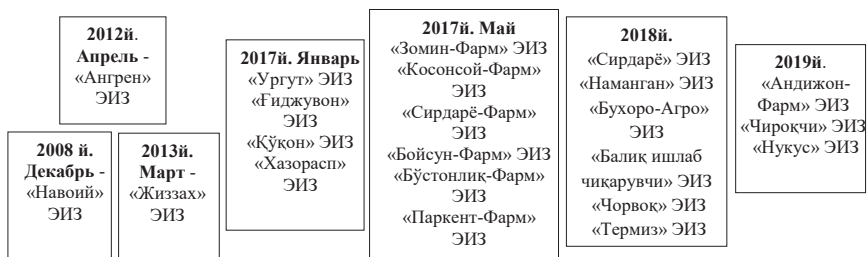 2012й.
Апрель -
«Ангрен»
ЭИЗ
2008 й.
Декабрь -
«Навоий»
ЭИЗ
2013й.
Март -
«Жиззах»
ЭИЗ
2017й. Январь
«Ургут» ЭИЗ
«Ғиджувон»
ЭИЗ
«Қўқон» ЭИЗ
«Хазорасп»
ЭИЗ
2017й. Май
«Зомин-Фарм» ЭИЗ
«Косонсой-Фарм»
ЭИЗ
«Сирдарё-Фарм»
ЭИЗ
«Бойсун-Фарм» ЭИЗ
«Бўстонлиқ-Фарм»
ЭИЗ
«Паркент-Фарм»
ЭИЗ
2018й.
«Сирдарё» ЭИЗ
«Наманган» ЭИЗ
«Бухоро-Агро»
ЭИЗ
«Балиқ ишлаб
чиқарувчи» ЭИЗ
«Чорвоқ» ЭИЗ
«Термиз» ЭИЗ
2019й.
«Андижон-
Фарм» ЭИЗ
«Чироқчи» ЭИЗ
«Нукус» ЭИЗ